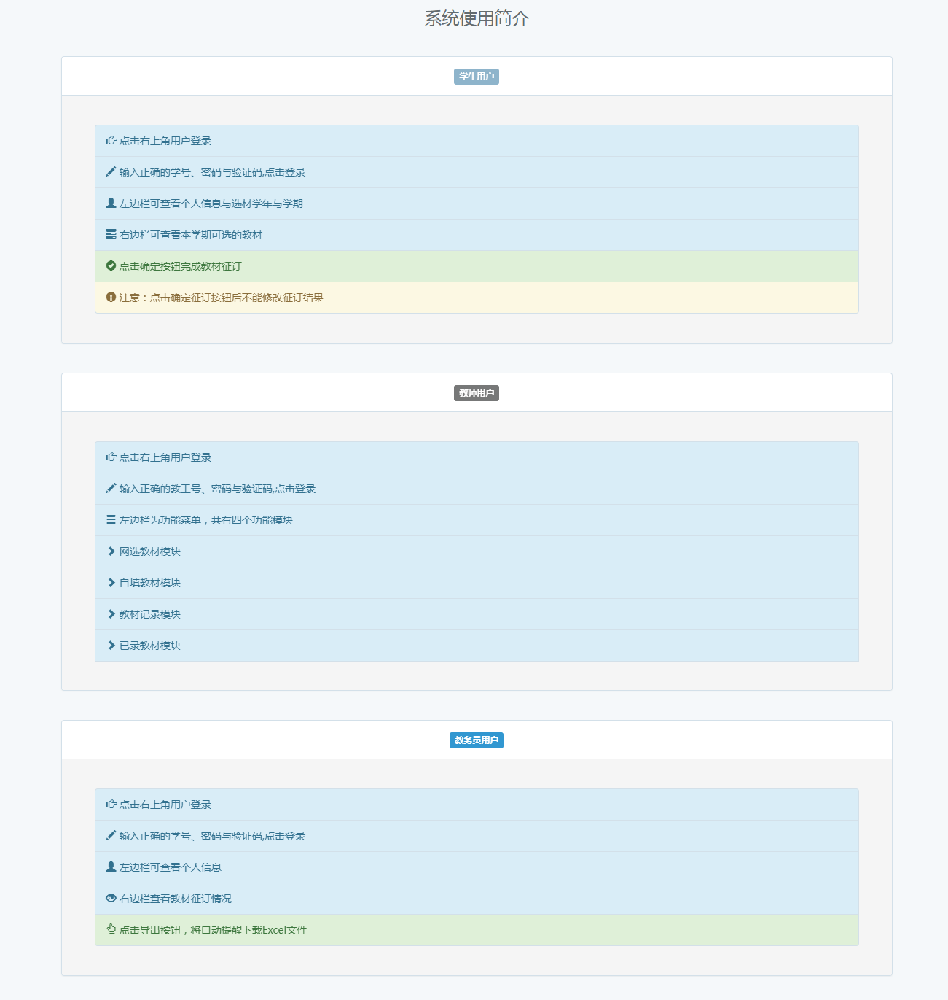 系统使用简介
学生用户
点击右上角用户登录
输入正确的学号、密码与验证码,点击登录
左边栏可查看个人信息与选材学年与学期
右边栏可查看本学期可选的教材
点击确定按钮完成教材征订
注意：点击确定征订按钮后不能修改征订结果
教师用户
点击右上角用户登录
输入正确的教工号、密码与验证码,点击登录
左边栏为功能菜单，共有四个功能模块
网选教材模块
自填教材模块
教材记录模块
已录教材模块
教务员用户
点击右上角用户登录
输入正确的学号、密码与验证码,点击登录
左边栏可查看个人信息
右边栏查看教材征订情况
点击导出按钮，将自动提醒下载Excel文件